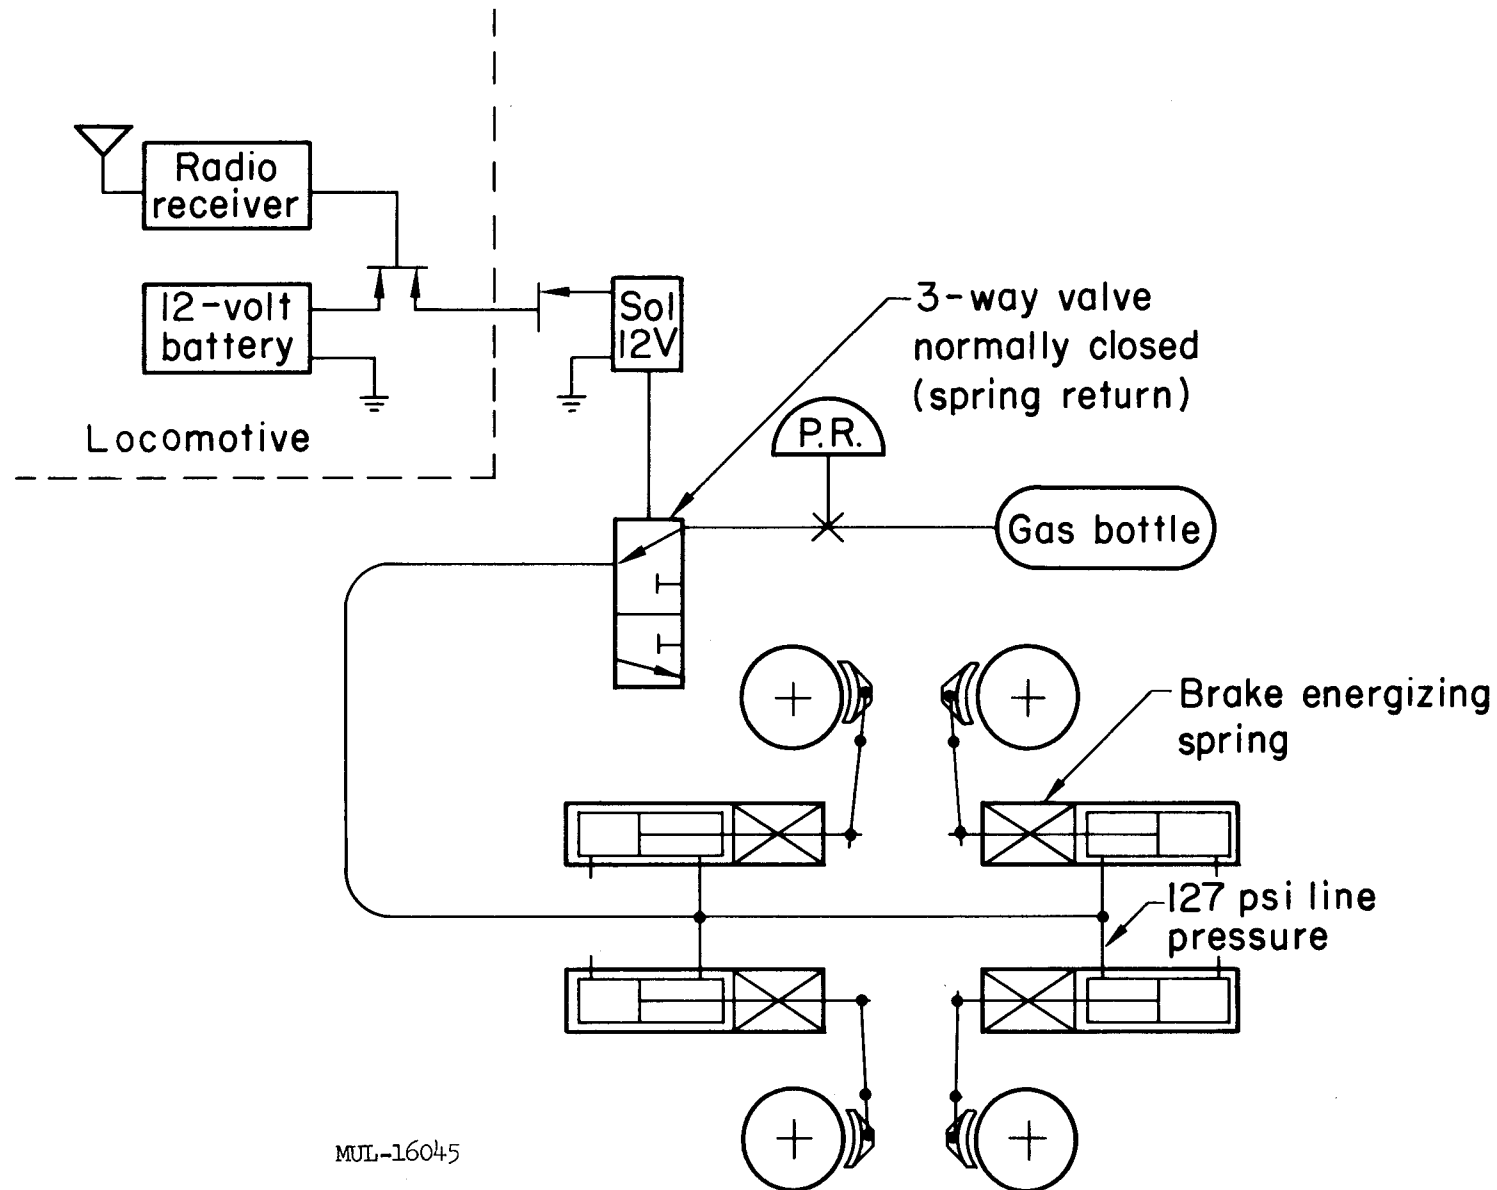 Radio
receiver
12-volt
battery
Locomotive
Sol
12V
3-way valve
normally closed
(spring return)
P.R.
Gas bottle
Brake energizing
spring
127 psi line
pressure
MUL-16045